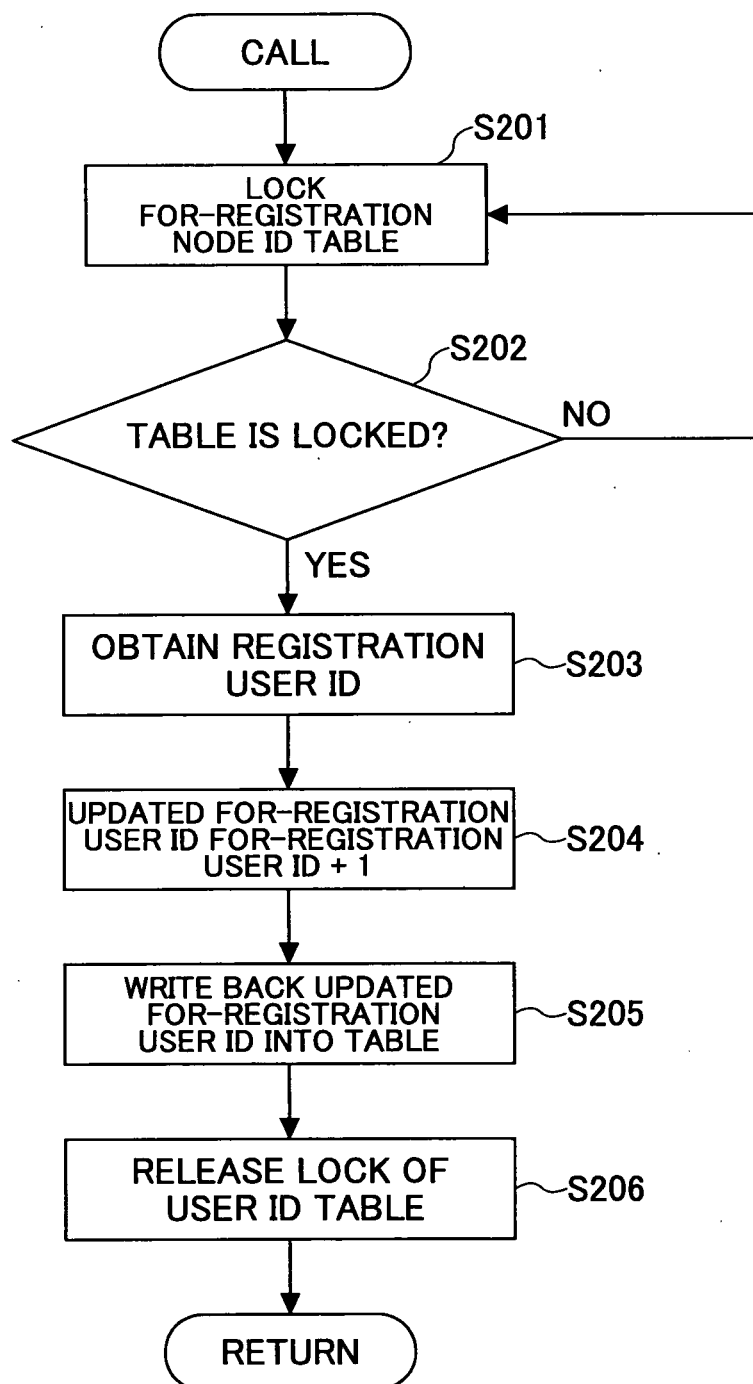 CALL
S201
LOCK
FOR-REGISTRATION
NODE ID TABLE
S202
TABLE IS LOCKED?
NO
YES
OBTAIN REGISTRATION
USER ID
S203
UPDATED FOR-REGISTRATION
USER ID FOR-REGISTRATION
USER ID + 1
S204
WRITE BACK UPDATED
FOR-REGISTRATION
USER ID INTO TABLE
S205
RELEASE LOCK OF
USER ID TABLE
S206
RETURN